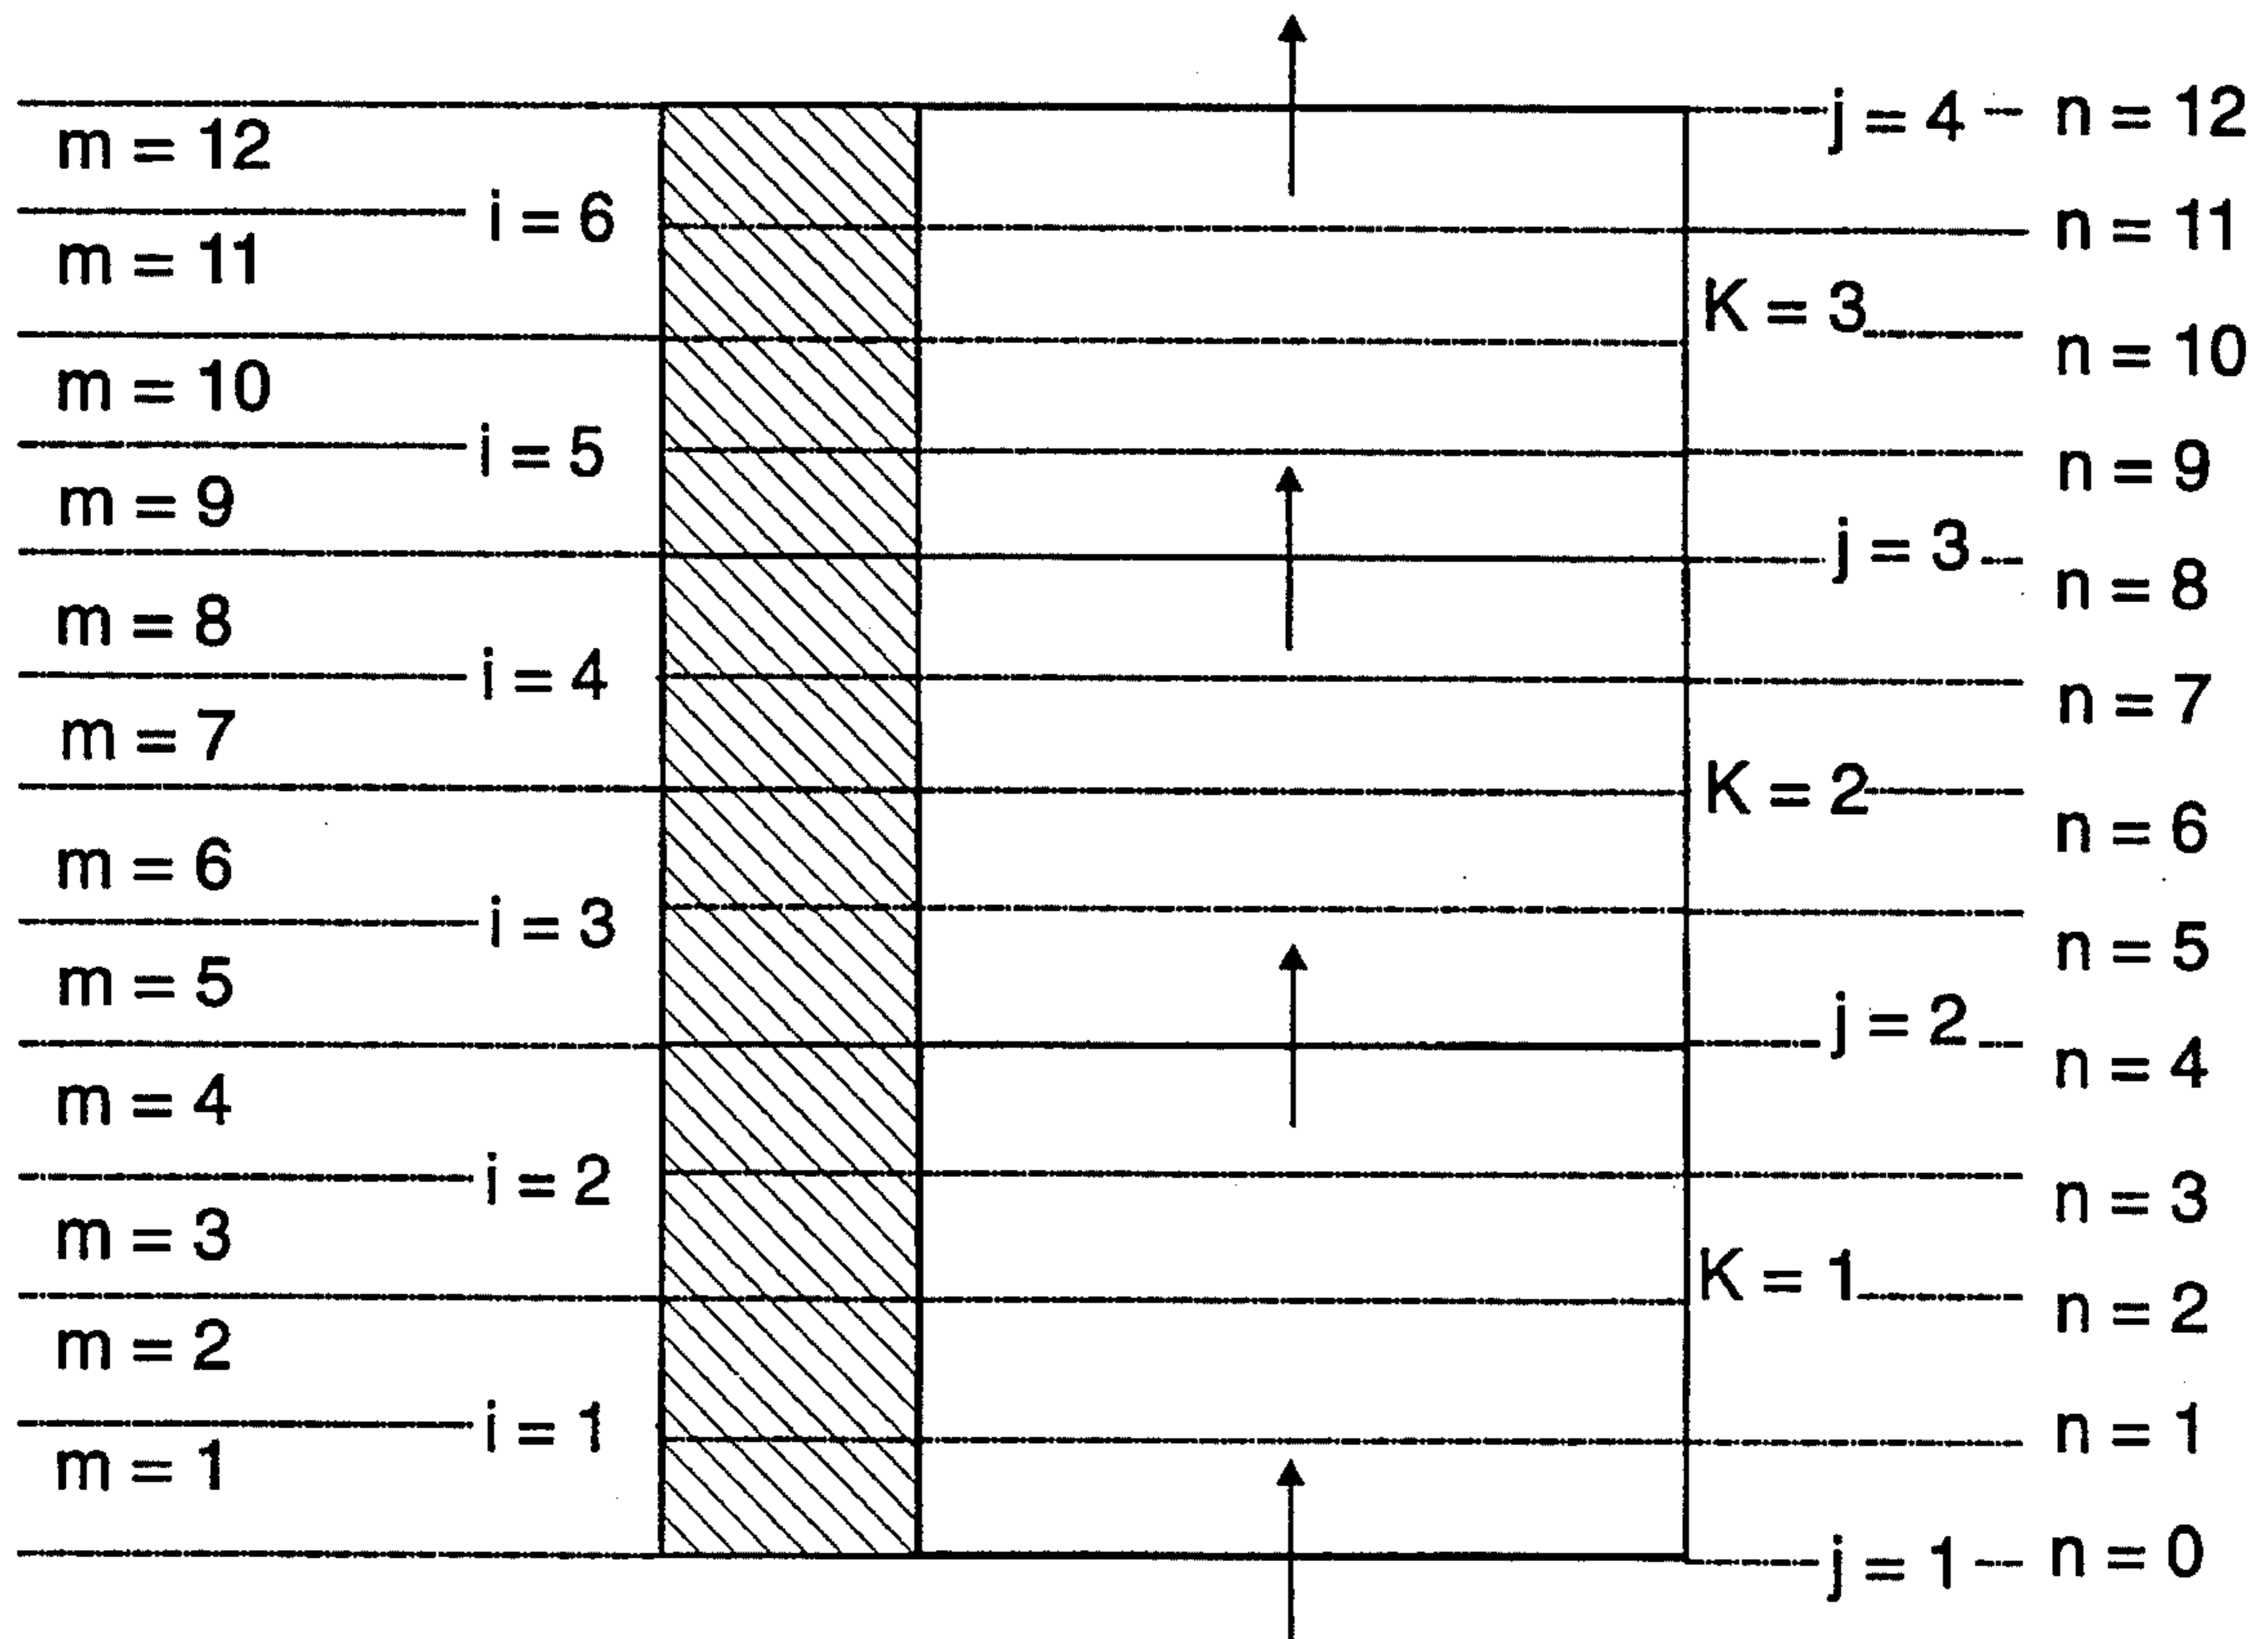 m = 12
j = 4
n = 12
i = 6
n = 11
m = 11
K = 3
n = 10
m = 10
i = 5
n = 9
m = 9
j = 3
n = 8
m = 8
i = 4
n = 7
m = 7
K = 2
n = 6
m = 6
i = 3
n = 5
m = 5
j = 2
n = 4
m = 4
i = 2
n = 3
m = 3
K = 1
n = 2
m = 2
i = 1
n = 1
m = 1
j = 1
n = 0